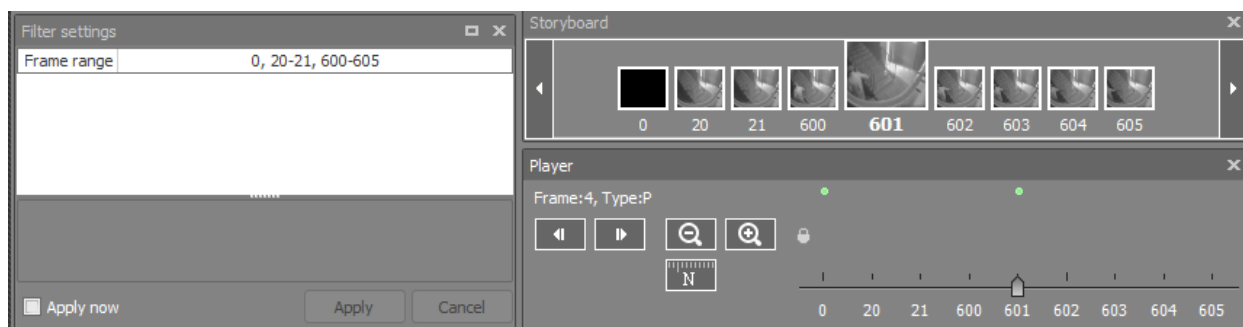 Filter settings
Frame range 0, 20-21, 600-605
Apply now Apply Cancel
Storyboard
0 20 21 600 601 602 603 604 605
Player
Frame:4, Type:P
N
0 20 21 600 601 602 603 604 605